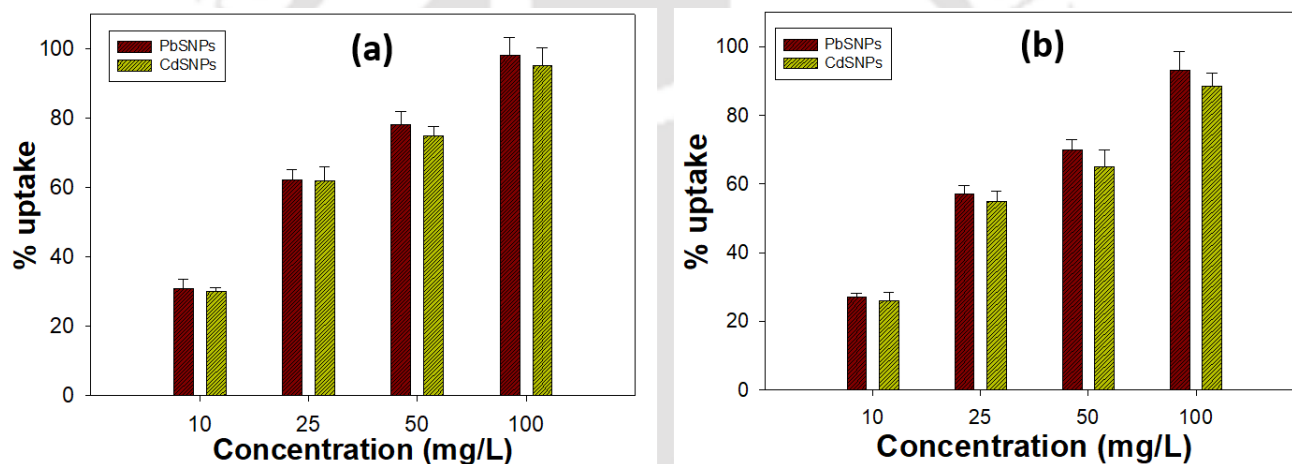 (a)
PbSNPs
CdSNPs
% uptake
100
80
60
40
20
0
10 25 50 100
Concentration (mg/L)
(b)
PbSNPs
CdSNPs
% uptake
100
80
60
40
20
0
10 25 50 100
Concentration (mg/L)